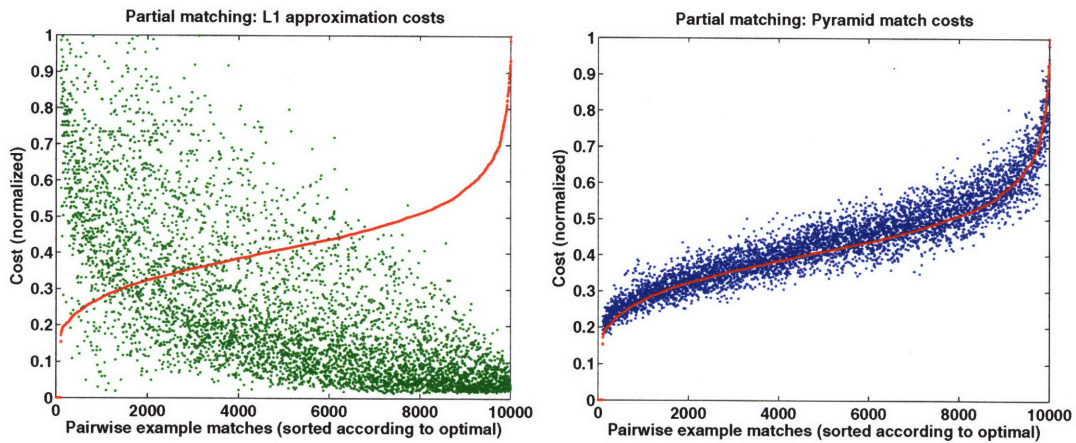 Partial matching: L1 approximation costs
Cost (normalized)
1
0.9
0.8
0.7
0.6
0.5
0.4
0.3
0.2
0.1
0
0 2000 4000 6000 8000 10000
Pairwise example matches (sorted according to optimal)
Partial matching: Pyramid match costs
Cost (normalized)
1
0.9
0.8
0.7
0.6
0.5
0.4
0.3
0.2
0.1
0
0 2000 4000 6000 8000 10000
Pairwise example matches (sorted according to optimal)